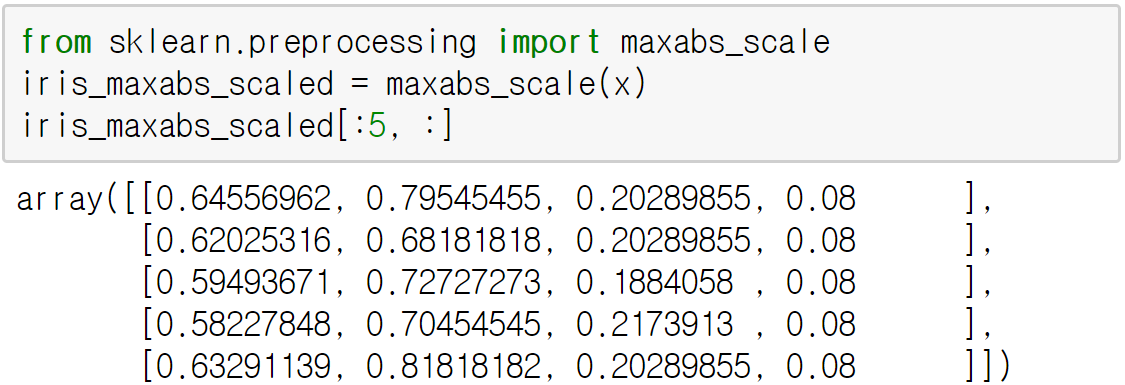 from sklearn.preprocessing import maxabs_scale
iris_maxabs_scaled = maxabs_scale(x)
iris_maxabs_scaled[:5, :]
array([[0.64556962, 0.79545455, 0.20289855, 0.08      ],
       [0.62025316, 0.68181818, 0.20289855, 0.08      ],
       [0.59493671, 0.72727273, 0.1884058 , 0.08      ],
       [0.58227848, 0.70454545, 0.2173913 , 0.08      ],
       [0.63291139, 0.81818182, 0.20289855, 0.08      ]])